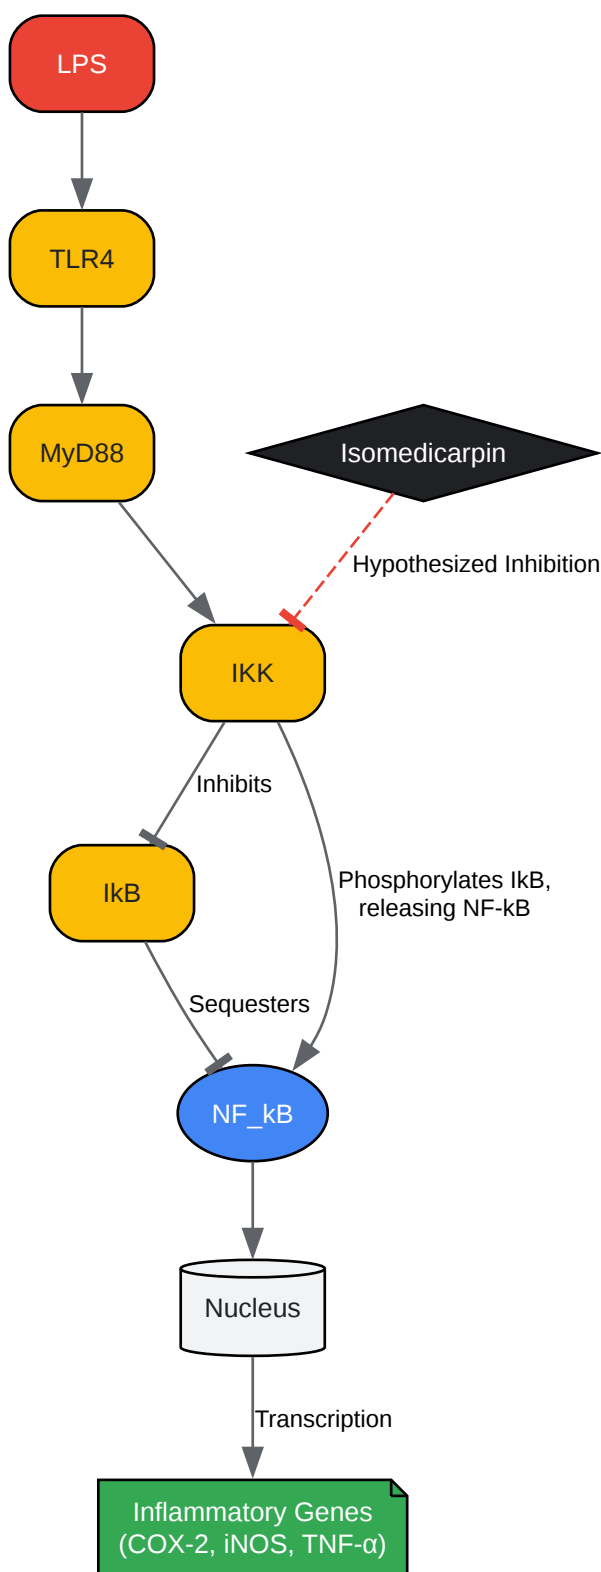 LPS
TLR4
MyD88
Isomedicarpin
Hypothesized Inhibition
IKK
Inhibits
Phosphorylates IkB,
releasing NF-kB
IkB
Sequesters
NF_kB
Nucleus
Transcription
Inflammatory Genes
(COX-2, iNOS, TNF-α)